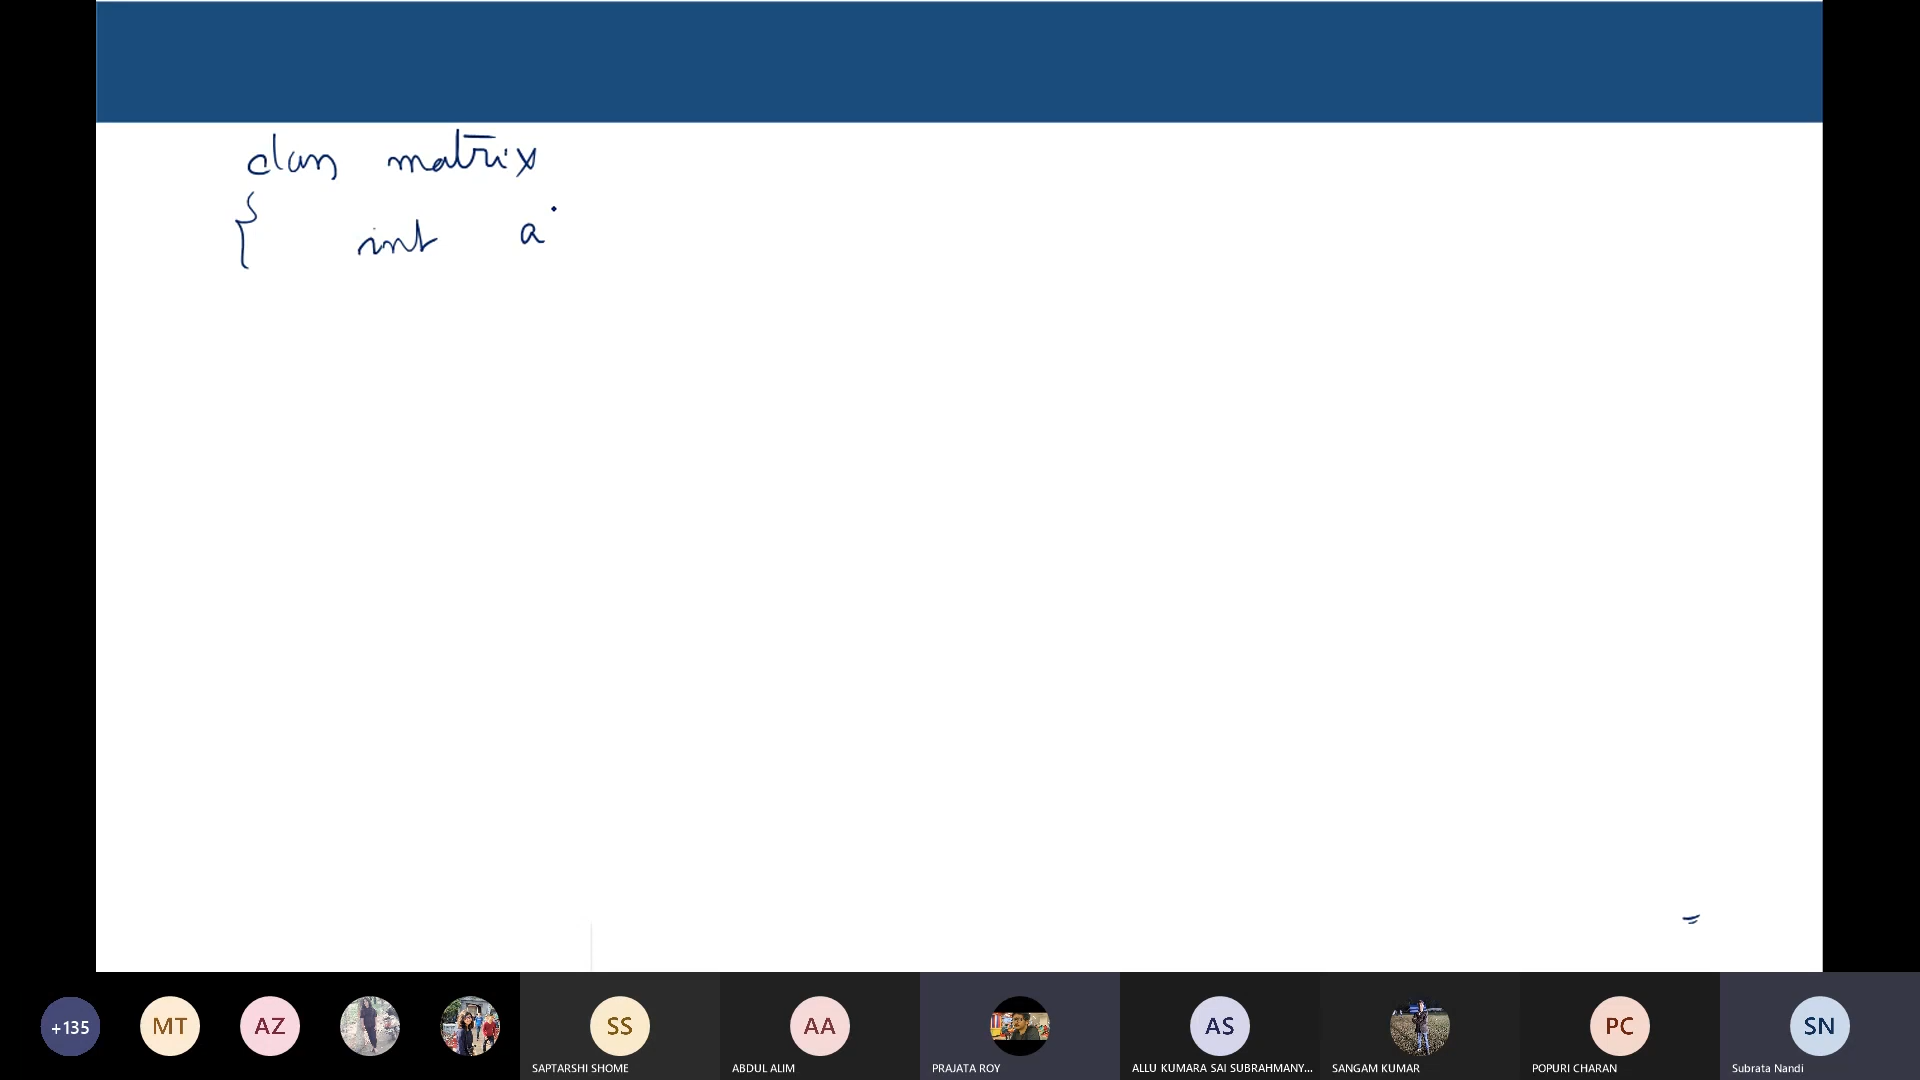 class matrix
{ int a
=
+135 MT AZ SS AA AS PC SN
SAPTARSHI SHOME ABDUL ALIM PRAJATA ROY ALLU KUMARA SAI SUBRAHMANY... SANGAM KUMAR POPURI CHARAN Subrata Nandi